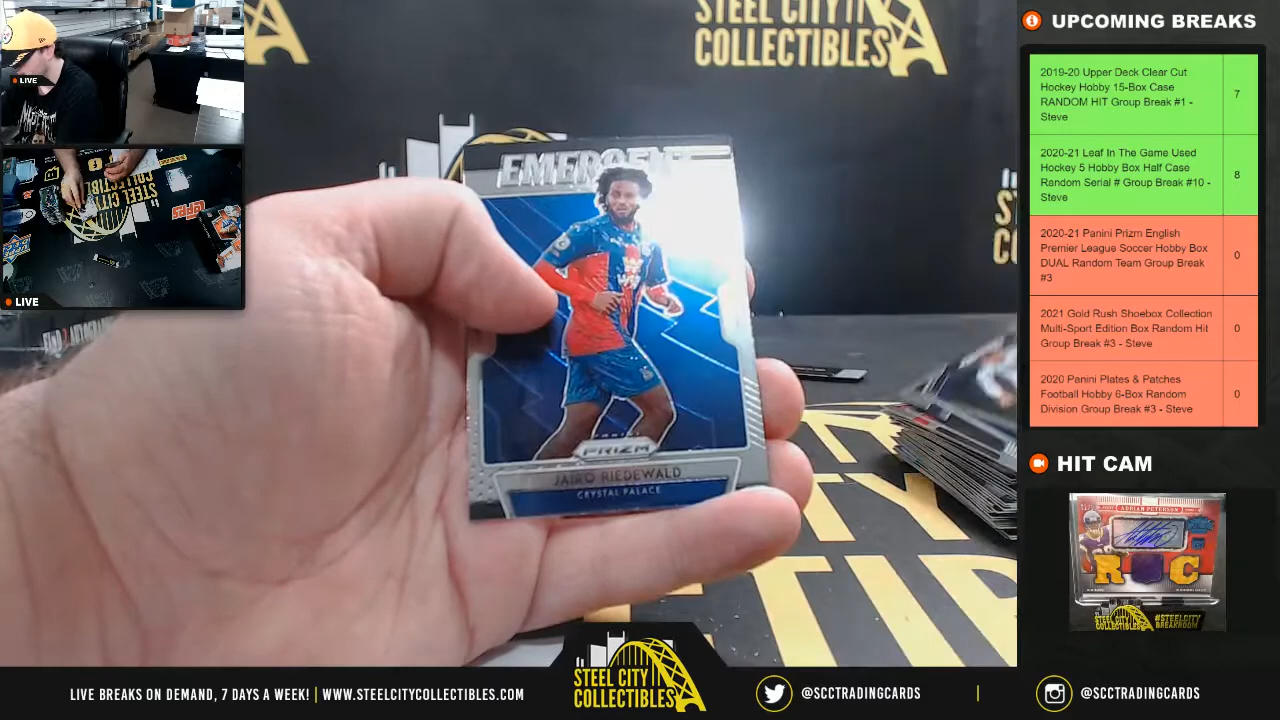 STEEL CITY
COLLECTIBLES
LIVE
LIVE
EMERGENT
PRIZM
JAIRO RIEDEWALD
CRYSTAL PALACE
UPCOMING BREAKS
2019-20 Upper Deck Clear Cut
Hockey Hobby 15-Box Case
RANDOM HIT Group Break #1 -
Steve
7
2020-21 Leaf In The Game Used
Hockey 5 Hobby Box Half Case
Random Serial # Group Break #10 -
Steve
8
2020-21 Panini Prizm English
Premier League Soccer Hobby Box
DUAL Random Team Group Break
#3
0
2021 Gold Rush Shoebox Collection
Multi-Sport Edition Box Random Hit
Group Break #3 - Steve
0
2020 Panini Plates & Patches
Football Hobby 6-Box Random
Division Group Break #3 - Steve
0
HIT CAM
ADRIAN PETERSON
R C
#STEELCITY
BREAKROOM
LIVE BREAKS ON DEMAND, 7 DAYS A WEEK! | WWW.STEELCITYCOLLECTIBLES.COM
STEEL CITY
COLLECTIBLES
@SCCTRADINGCARDS
@SCCTRADINGCARDS